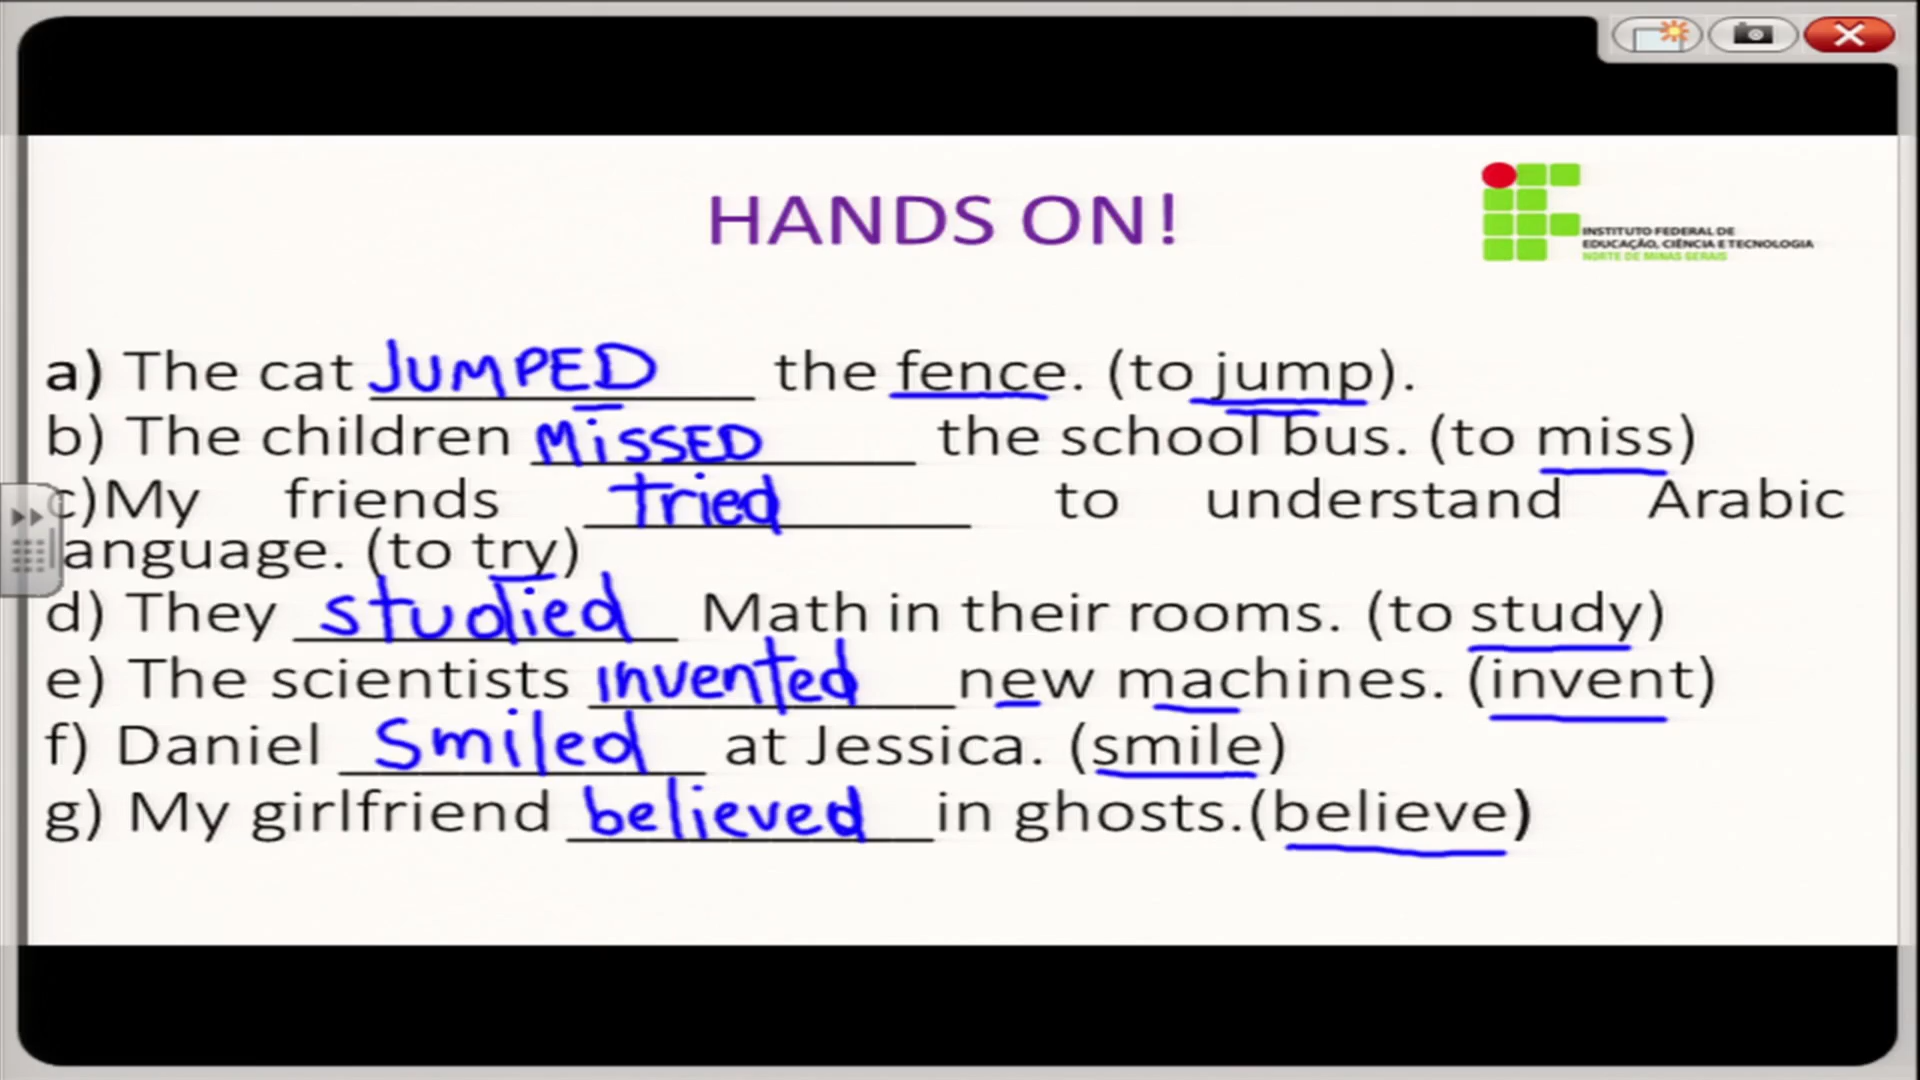 HANDS ON!
INSTITUTO FEDERAL DE
EDUCAÇÃO, CIÊNCIA E TECNOLOGIA
NORTE DE MINAS GERAIS
a) The cat JUMPED the fence. (to jump).
b) The children MiSSED the school bus. (to miss)
c)My friends tried to understand Arabic
anguage. (to try)
d) They studied Math in their rooms. (to study)
e) The scientists invented new machines. (invent)
f) Daniel Smiled at Jessica. (smile)
g) My girlfriend believed in ghosts.(believe)